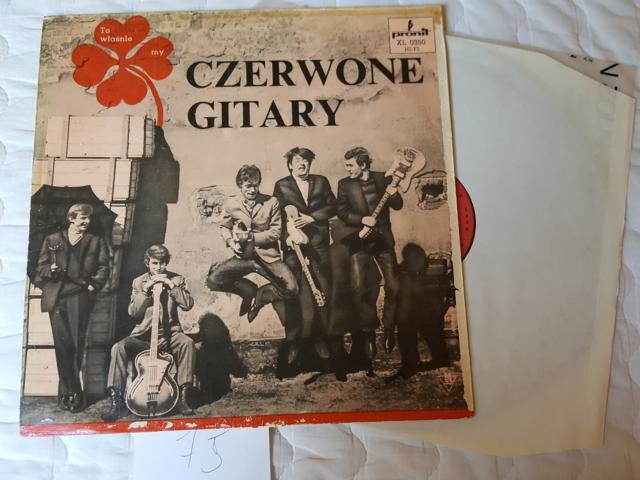 To
właśnie
my
CZERWONE
GITARY
pronit
XL 0350
HI-FI
75